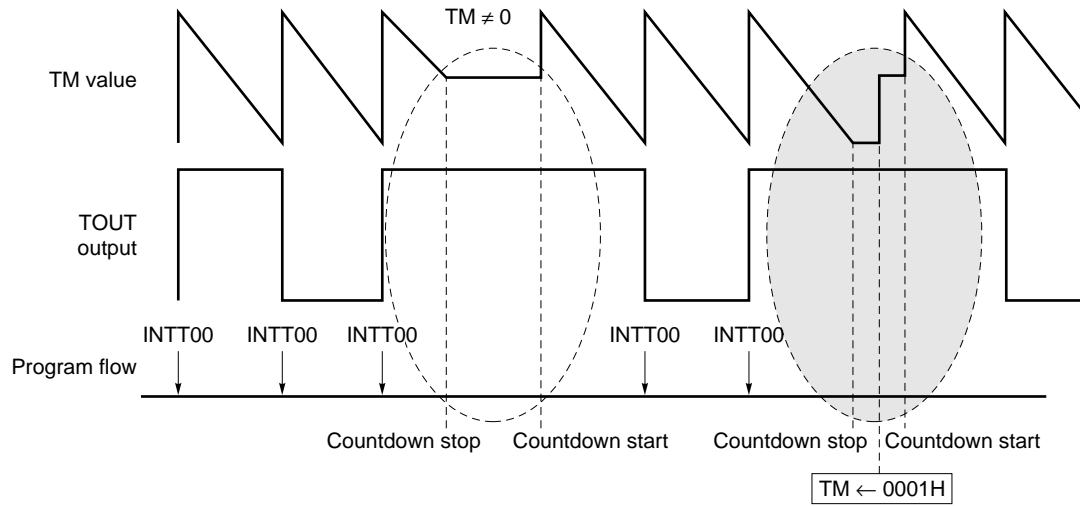 TM ≠ 0
TM value
TOUT
output
INTT00 INTT00 INTT00 INTT00 INTT00
Program flow
Countdown stop Countdown start Countdown stop Countdown start
TM ← 0001H